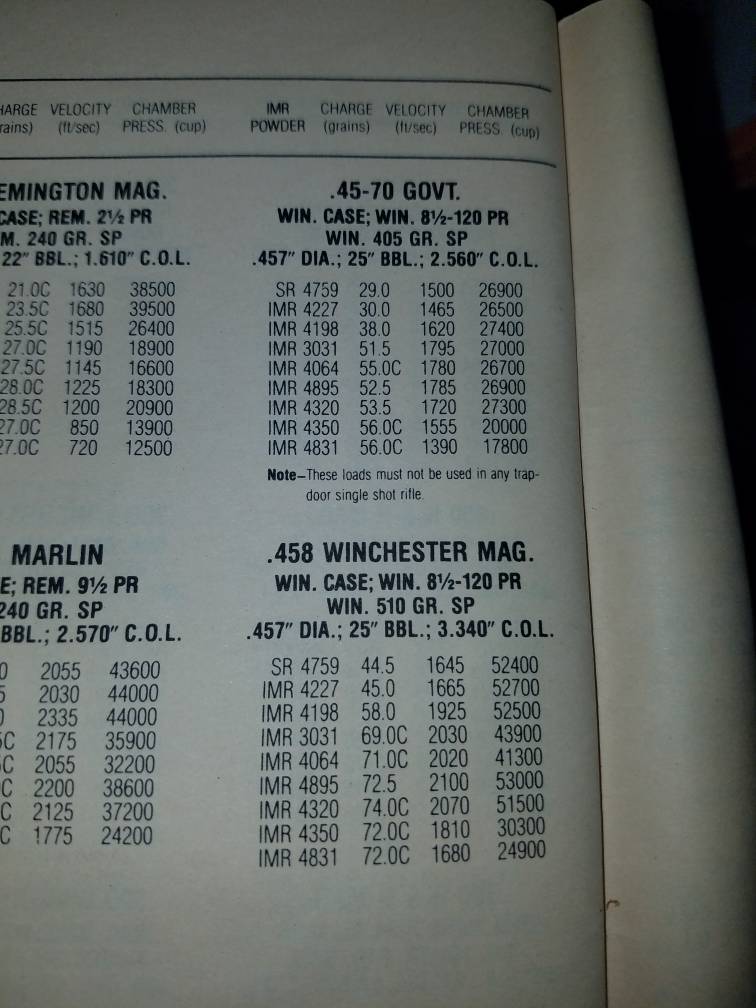 HARGE VELOCITY CHAMBER
rains) (ft/sec) PRESS. (cup)
EMINGTON MAG.
CASE; REM. 2½ PR
M. 240 GR. SP
22" BBL.; 1.610" C.O.L.
21.0C 1630 38500
23.5C 1680 39500
25.5C 1515 26400
27.0C 1190 18900
27.5C 1145 16600
28.0C 1225 18300
28.5C 1200 20900
27.0C 850 13900
27.0C 720 12500
MARLIN
E; REM. 9½ PR
240 GR. SP
BBL.; 2.570" C.O.L.
0 2055 43600
5 2030 44000
0 2335 44000
5C 2175 35900
C 2055 32200
C 2200 38600
C 2125 37200
C 1775 24200
IMR CHARGE VELOCITY CHAMBER
POWDER (grains) (ft/sec) PRESS. (cup)
.45-70 GOVT.
WIN. CASE; WIN. 8½-120 PR
WIN. 405 GR. SP
.457" DIA.; 25" BBL.; 2.560" C.O.L.
SR 4759 29.0 1500 26900
IMR 4227 30.0 1465 26500
IMR 4198 38.0 1620 27400
IMR 3031 51.5 1795 27000
IMR 4064 55.0C 1780 26700
IMR 4895 52.5 1785 26900
IMR 4320 53.5 1720 27300
IMR 4350 56.0C 1555 20000
IMR 4831 56.0C 1390 17800
Note–These loads must not be used in any trap-
door single shot rifle.
.458 WINCHESTER MAG.
WIN. CASE; WIN. 8½-120 PR
WIN. 510 GR. SP
.457" DIA.; 25" BBL.; 3.340" C.O.L.
SR 4759 44.5 1645 52400
IMR 4227 45.0 1665 52700
IMR 4198 58.0 1925 52500
IMR 3031 69.0C 2030 43900
IMR 4064 71.0C 2020 41300
IMR 4895 72.5 2100 53000
IMR 4320 74.0C 2070 51500
IMR 4350 72.0C 1810 30300
IMR 4831 72.0C 1680 24900